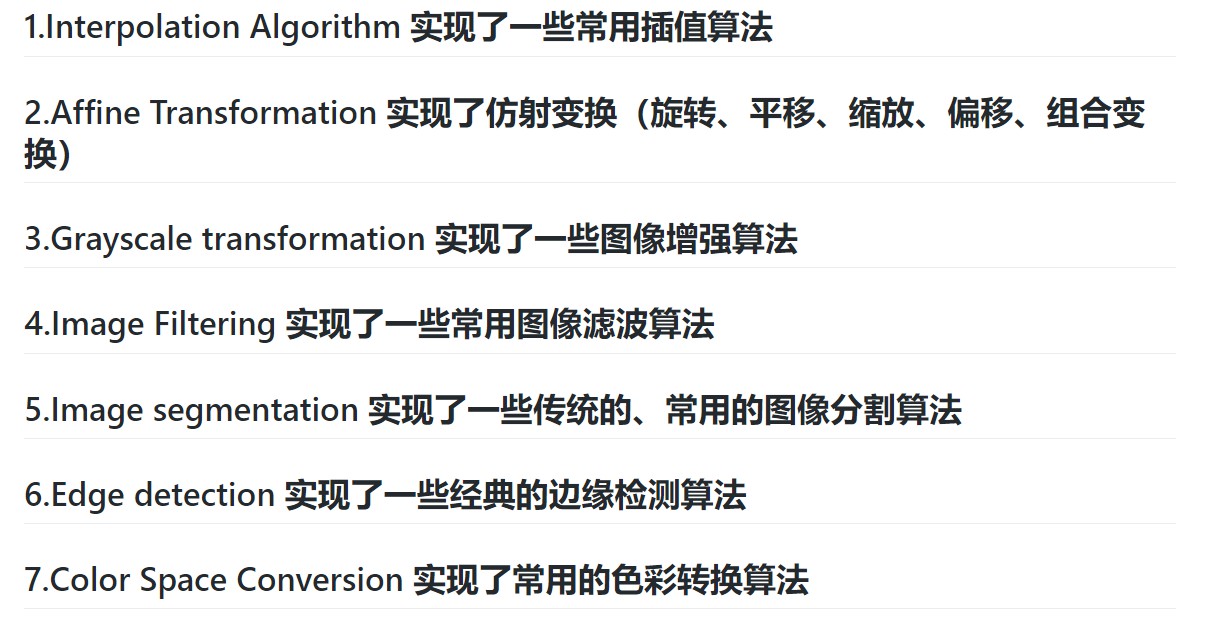 1.Interpolation Algorithm 实现了一些常用插值算法
2.Affine Transformation 实现了仿射变换（旋转、平移、缩放、偏移、组合变
换）
3.Grayscale transformation 实现了一些图像增强算法
4.Image Filtering 实现了一些常用图像滤波算法
5.Image segmentation 实现了一些传统的、常用的图像分割算法
6.Edge detection 实现了一些经典的边缘检测算法
7.Color Space Conversion 实现了常用的色彩转换算法